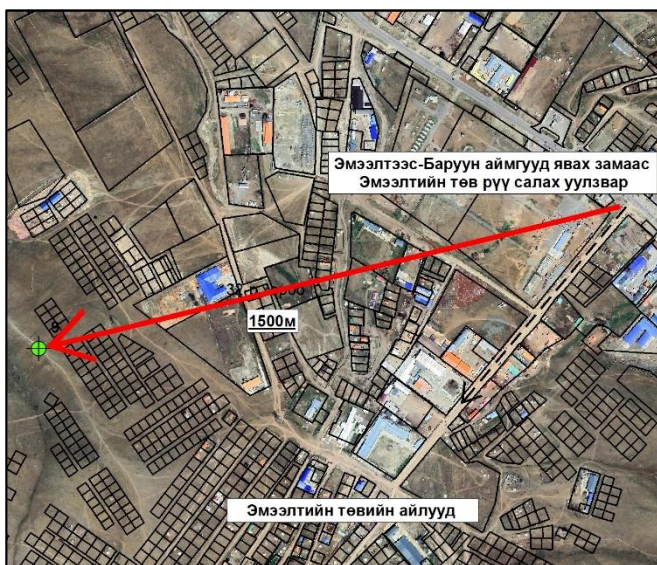 Эмээлтээс-Баруун аймгууд явах замаас
Эмээлтийн төв рүү салах уулзвар
1500м
Эмээлтийн төвийн айлууд